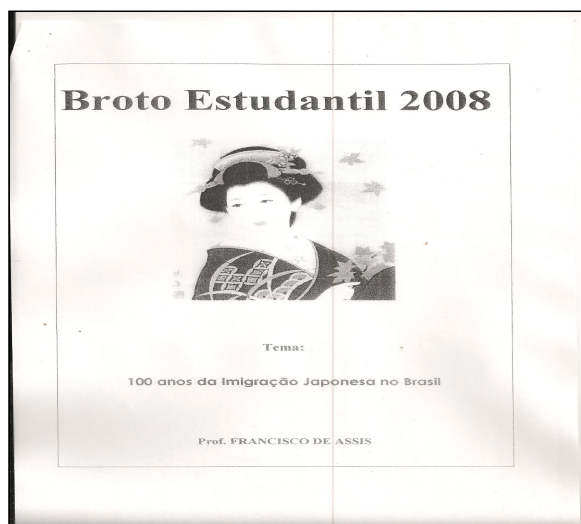 Broto Estudantil 2008
Tema:
100 anos da Imigração Japonesa no Brasil
Prof. FRANCISCO DE ASSIS